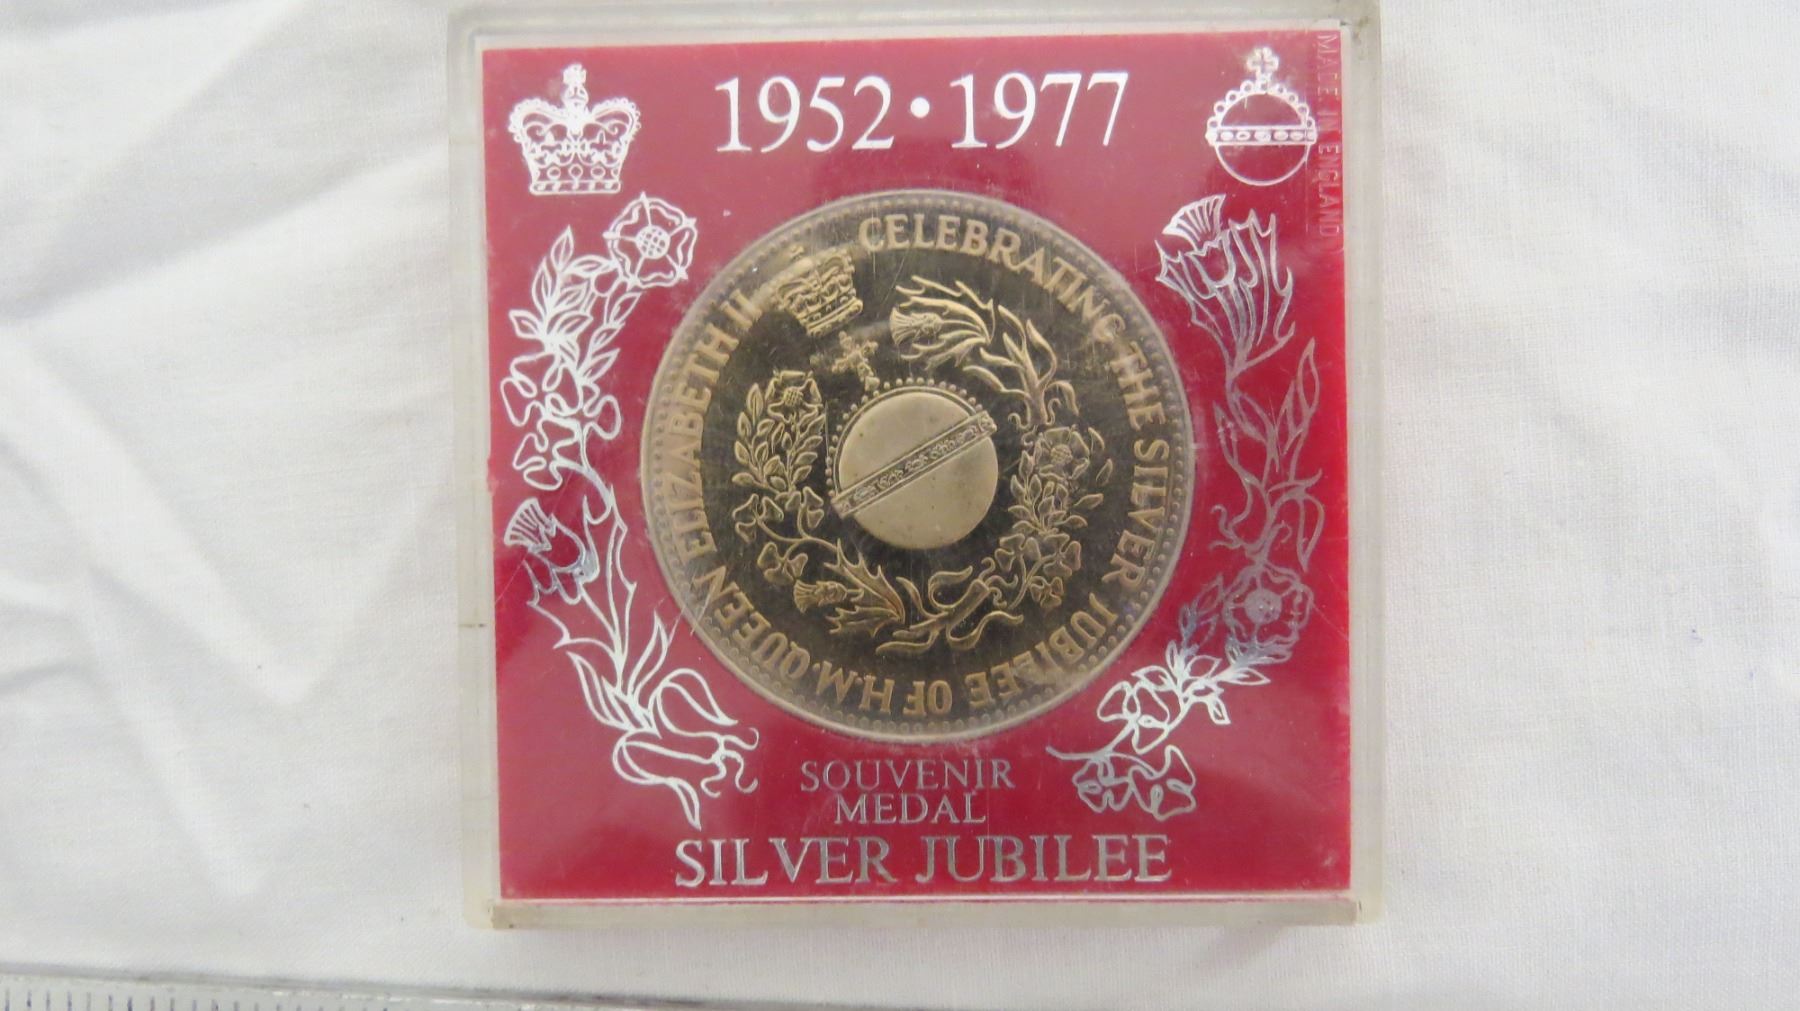 1952 • 1977
MADE IN ENGLAND
CELEBRATING THE SILVER JUBILEE OF H.M. QUEEN ELIZABETH II
SOUVENIR
MEDAL
SILVER JUBILEE